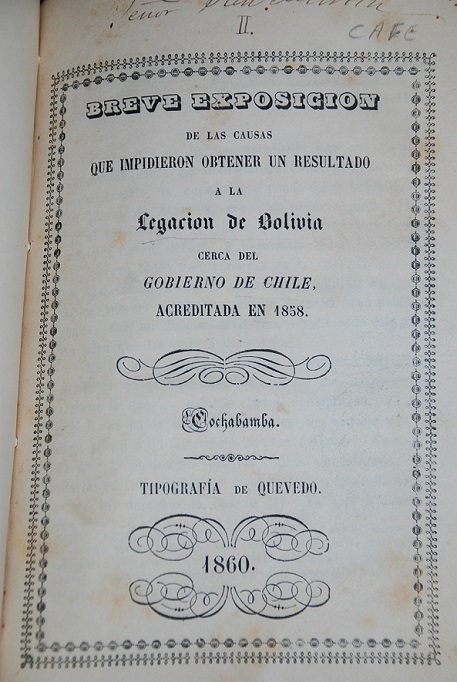 Señor
II.
CAFE
BREVE EXPOSICION
DE LAS CAUSAS
QUE IMPIDIERON OBTENER UN RESULTADO
A LA
Legacion de Bolivia
CERCA DEL
GOBIERNO DE CHILE,
ACREDITADA EN 1858.
Cochabamba.
TIPOGRAFÍA DE QUEVEDO.
1860.